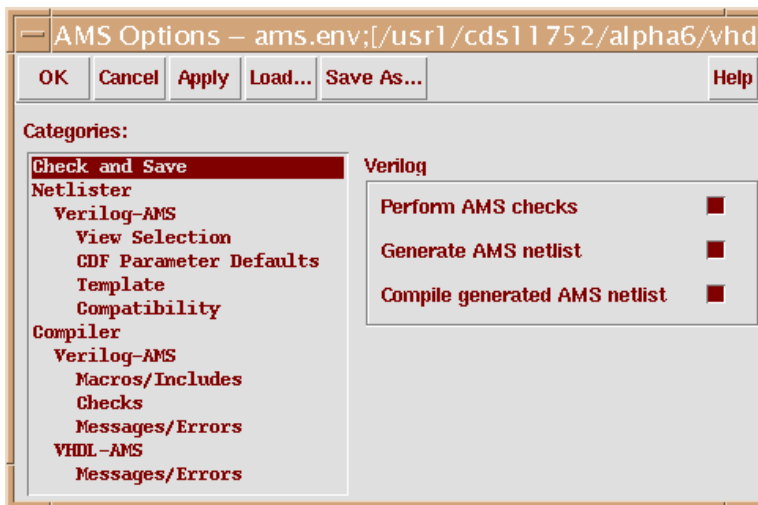 AMS Options – ams.env;[/usr1/cds11752/alpha6/vhd
OK Cancel Apply Load... Save As... Help
Categories:
Check and Save
Netlister
Verilog-AMS
View Selection
CDF Parameter Defaults
Template
Compatibility
Compiler
Verilog-AMS
Macros/Includes
Checks
Messages/Errors
VHDL-AMS
Messages/Errors
Verilog
Perform AMS checks
Generate AMS netlist
Compile generated AMS netlist